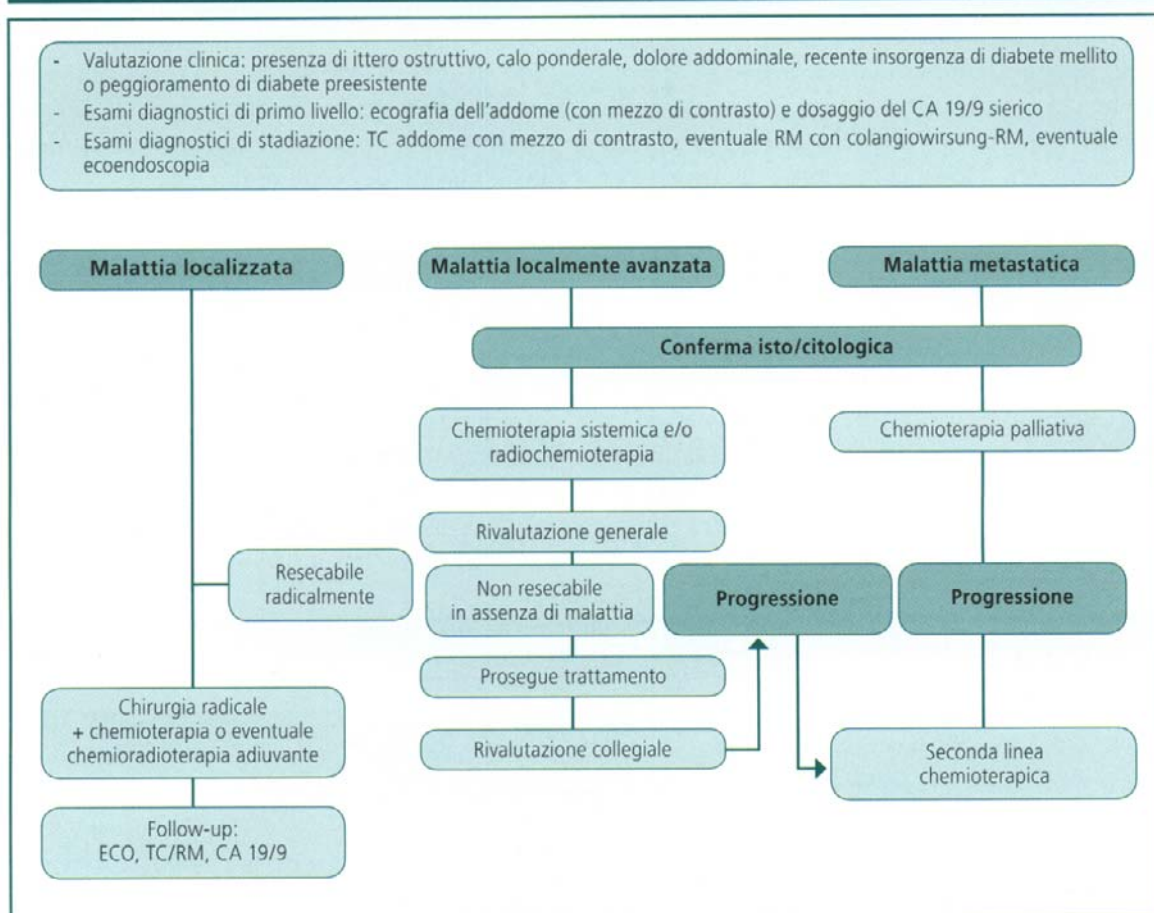 - Valutazione clinica: presenza di ittero ostruttivo, calo ponderale, dolore addominale, recente insorgenza di diabete mellito
o peggioramento di diabete preesistente
- Esami diagnostici di primo livello: ecografia dell'addome (con mezzo di contrasto) e dosaggio del CA 19/9 sierico
- Esami diagnostici di stadiazione: TC addome con mezzo di contrasto, eventuale RM con colangiowirsung-RM, eventuale
ecoendoscopia
Malattia localizzata
Resecabile
radicalmente
Chirurgia radicale
+ chemioterapia o eventuale
chemioradioterapia adiuvante
Follow-up:
ECO, TC/RM, CA 19/9
Malattia localmente avanzata
Malattia metastatica
Conferma isto/citologica
Chemioterapia sistemica e/o
radiochemioterapia
Rivalutazione generale
Non resecabile
in assenza di malattia
Prosegue trattamento
Rivalutazione collegiale
Progressione
Chemioterapia palliativa
Progressione
Seconda linea
chemioterapica